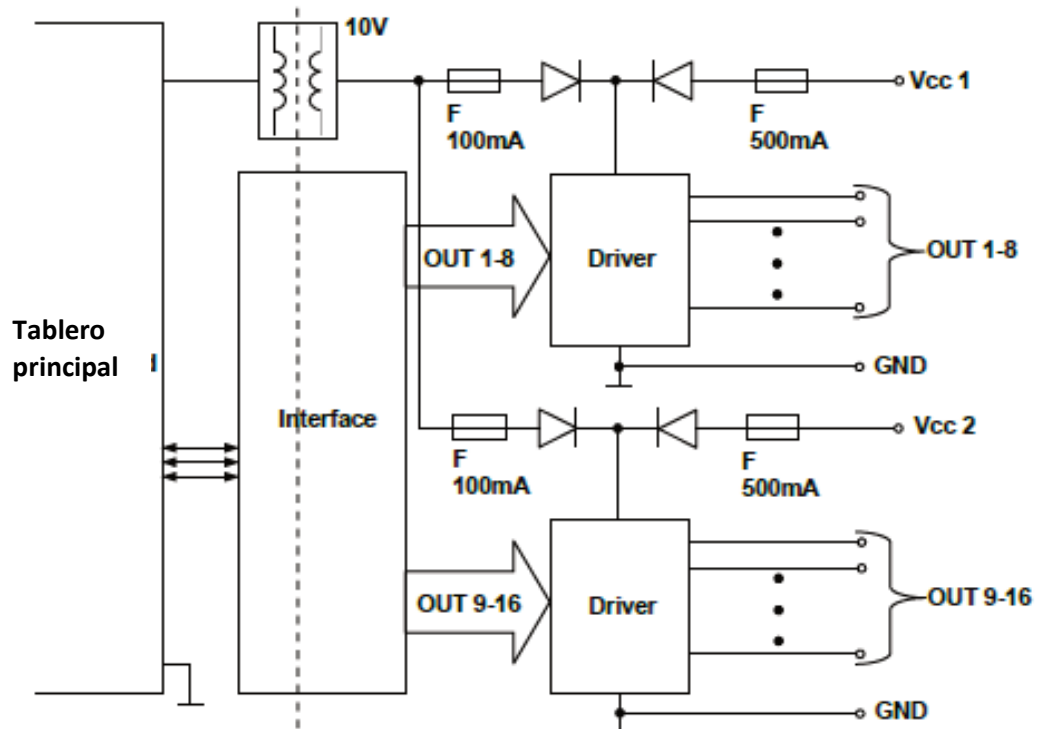 10V
Vcc 1
F
100mA
F
500mA
OUT 1-8
Driver
OUT 1-8
Tablero
principal
d
GND
Interface
Vcc 2
F
100mA
F
500mA
OUT 9-16
Driver
OUT 9-16
GND